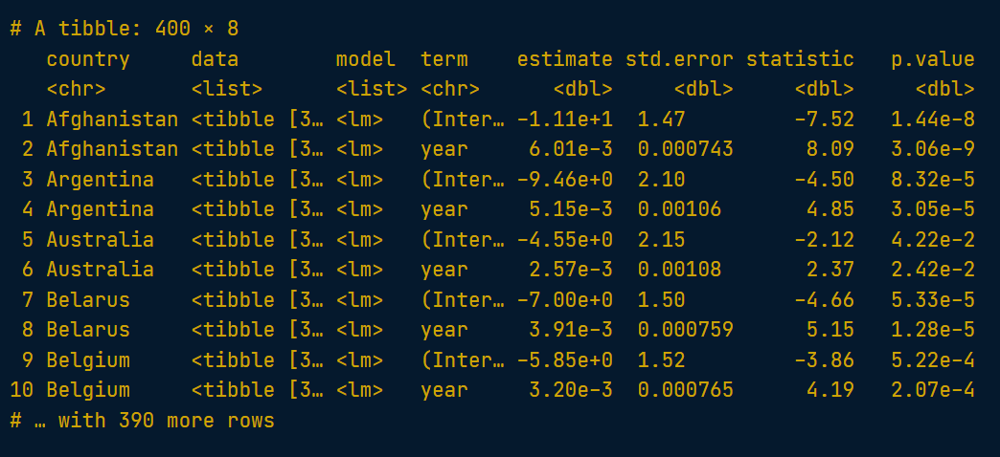 # A tibble: 400 × 8
   country     data         model  term    estimate std.error statistic   p.value
   <chr>       <list>       <list> <chr>      <dbl>     <dbl>     <dbl>     <dbl>
 1 Afghanistan <tibble [3… <lm>   (Inter… -1.11e+1  1.47         -7.52   1.44e-8
 2 Afghanistan <tibble [3… <lm>   year     6.01e-3  0.000743      8.09   3.06e-9
 3 Argentina   <tibble [3… <lm>   (Inter… -9.46e+0  2.10         -4.50   8.32e-5
 4 Argentina   <tibble [3… <lm>   year     5.15e-3  0.00106       4.85   3.05e-5
 5 Australia   <tibble [3… <lm>   (Inter… -4.55e+0  2.15         -2.12   4.22e-2
 6 Australia   <tibble [3… <lm>   year     2.57e-3  0.00108       2.37   2.42e-2
 7 Belarus     <tibble [3… <lm>   (Inter… -7.00e+0  1.50         -4.66   5.33e-5
 8 Belarus     <tibble [3… <lm>   year     3.91e-3  0.000759      5.15   1.28e-5
 9 Belgium     <tibble [3… <lm>   (Inter… -5.85e+0  1.52         -3.86   5.22e-4
10 Belgium     <tibble [3… <lm>   year     3.20e-3  0.000765      4.19   2.07e-4
# … with 390 more rows